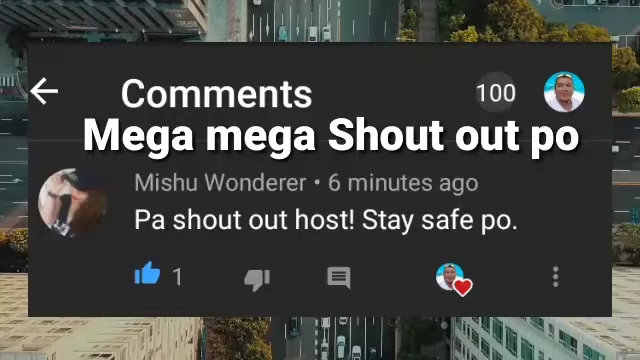 Comments
100
Mega mega Shout out po
Mishu Wonderer • 6 minutes ago
Pa shout out host! Stay safe po.
1